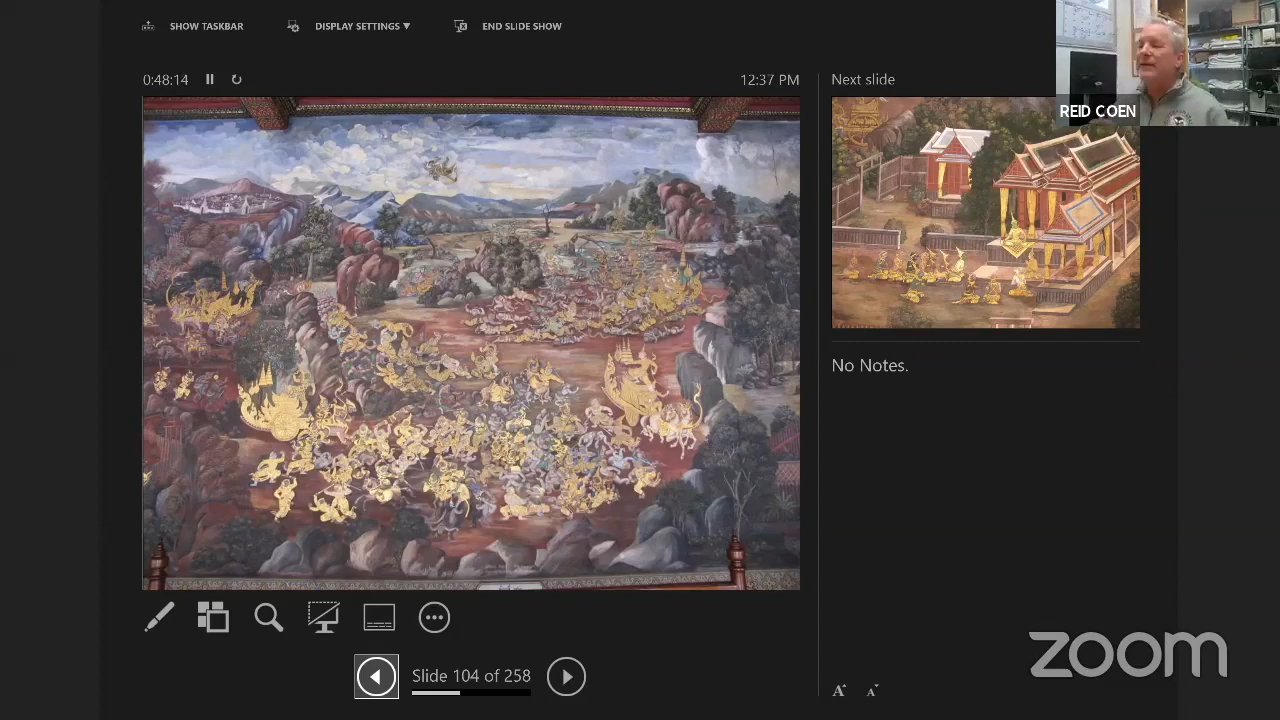 SHOW TASKBAR
DISPLAY SETTINGS ▼
END SLIDE SHOW
0:48:14
12:37 PM
Next slide
REID COEN
No Notes.
Slide 104 of 258
A A
zoom